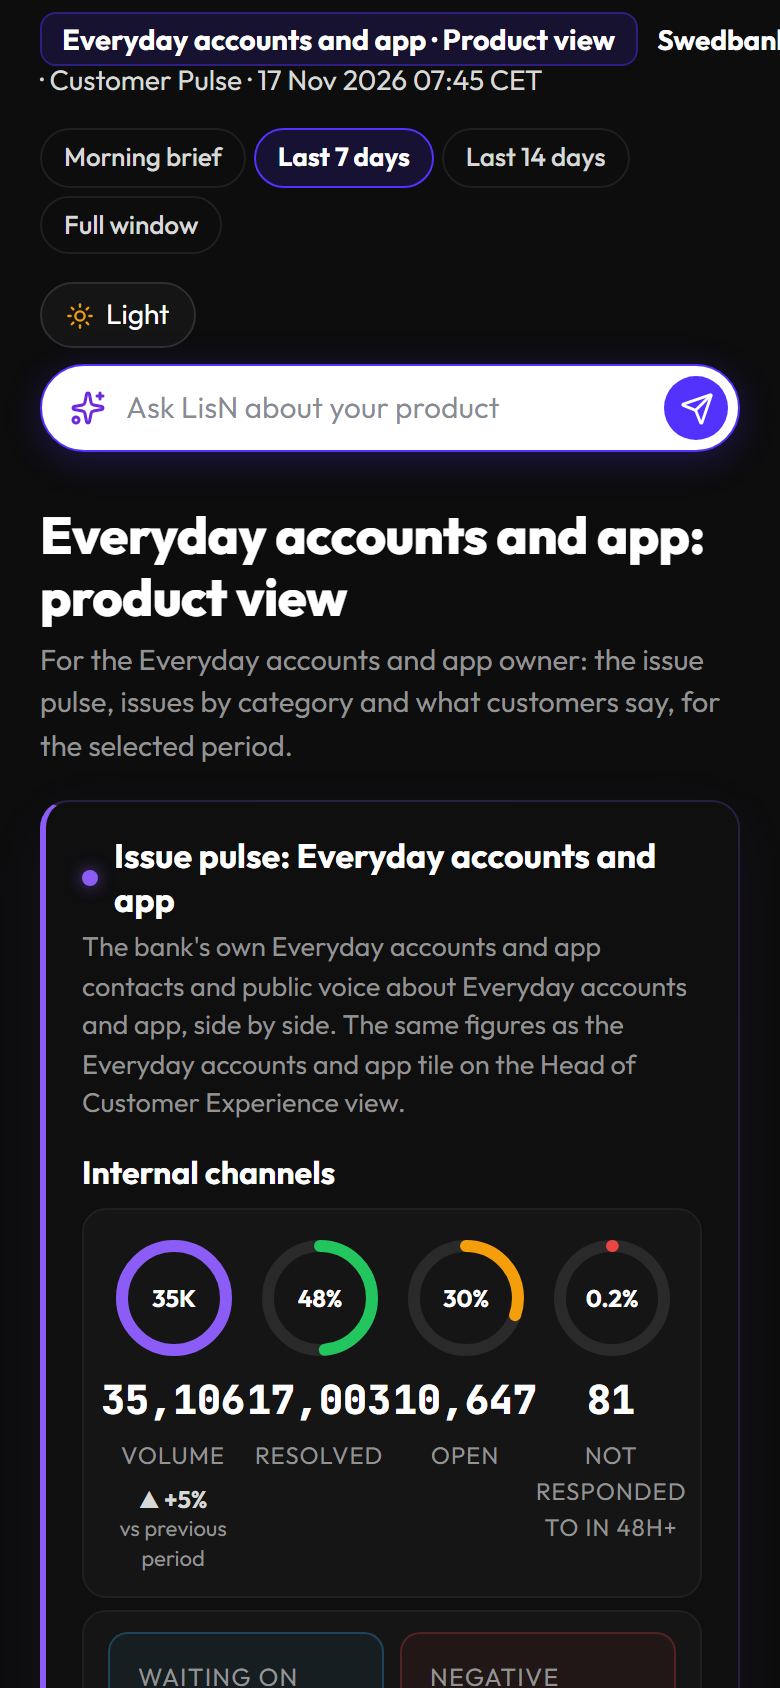 Everyday accounts and app · Product view Swedbank
· Customer Pulse · 17 Nov 2026 07:45 CET
Morning brief Last 7 days Last 14 days
Full window
Light
Ask LisN about your product
Everyday accounts and app:
product view
For the Everyday accounts and app owner: the issue
pulse, issues by category and what customers say, for
the selected period.
Issue pulse: Everyday accounts and
app
The bank's own Everyday accounts and app
contacts and public voice about Everyday accounts
and app, side by side. The same figures as the
Everyday accounts and app tile on the Head of
Customer Experience view.
Internal channels
35K 48% 30% 0.2%
35,106 17,003 10,647 81
VOLUME RESOLVED OPEN NOT
RESPONDED
TO IN 48H+
▲ +5%
vs previous
period
WAITING ON NEGATIVE